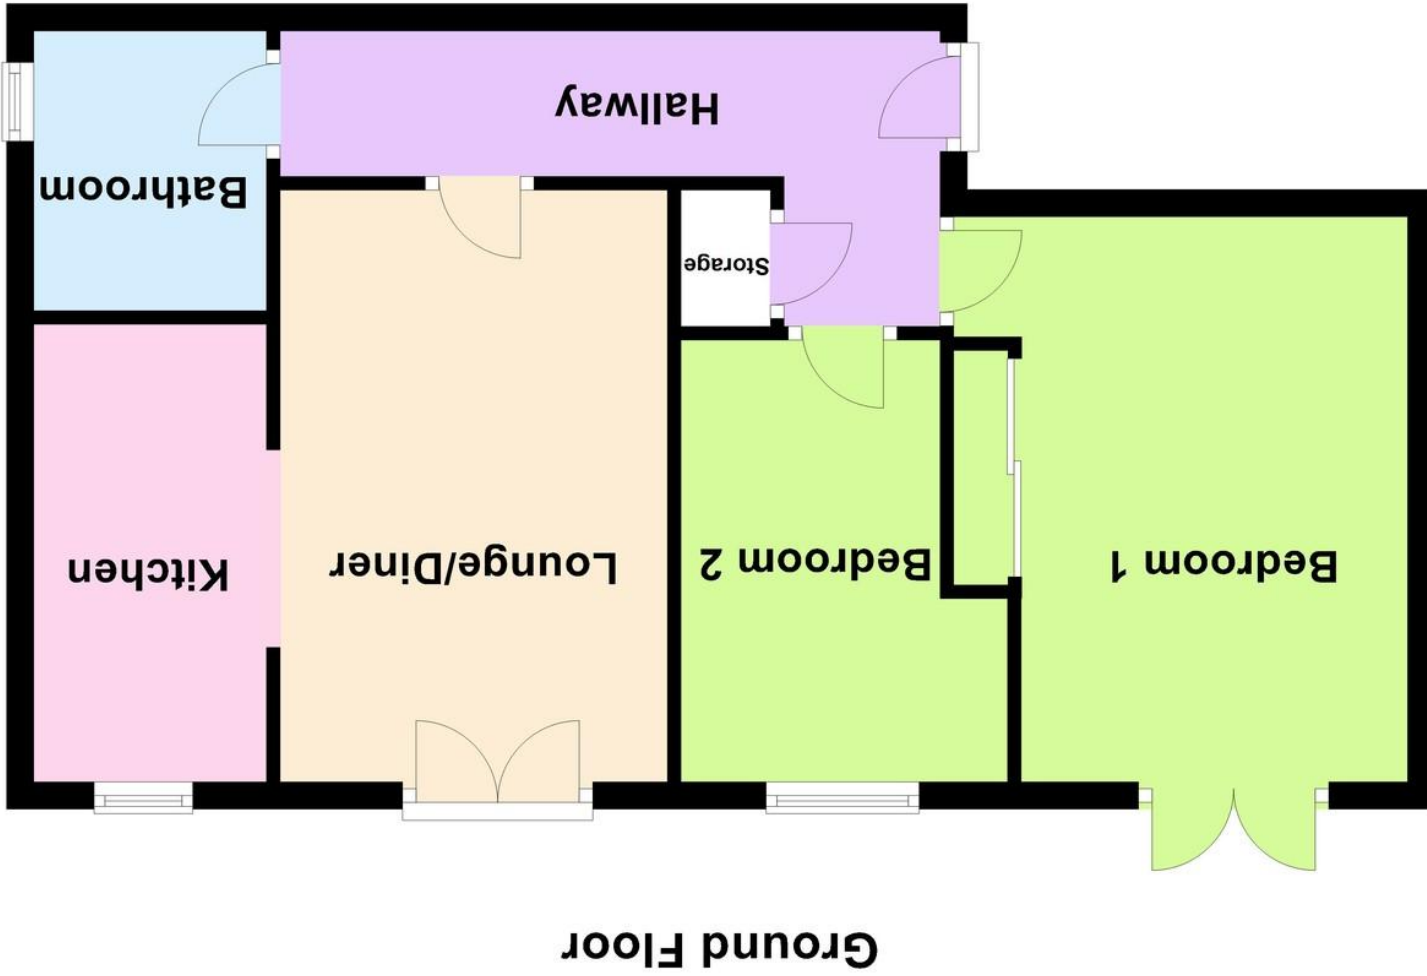 Ground Floor
Bedroom 1
Bedroom 2
Lounge/Diner
Kitchen
Storage
Bathroom
Hallway